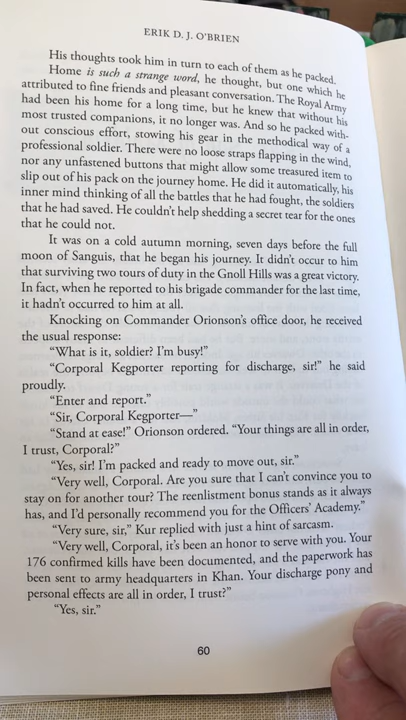 ERIK D. J. O'BRIEN
His thoughts took him in turn to each of them as he packed.
Home is such a strange word, he thought, but one which he
attributed to fine friends and pleasant conversation. The Royal Army
had been his home for a long time, but he knew that without his
most trusted companions, it no longer was. And so he packed with-
out conscious effort, stowing his gear in the methodical way of a
professional soldier. There were no loose straps flapping in the wind,
nor any unfastened buttons that might allow some treasured item to
slip out of his pack on the journey home. He did it automatically, his
inner mind thinking of all the battles that he had fought, the soldiers
that he had saved. He couldn't help shedding a secret tear for the ones
that he could not.
It was on a cold autumn morning, seven days before the full
moon of Sanguis, that he began his journey. It didn't occur to him
that surviving two tours of duty in the Gnoll Hills was a great victory.
In fact, when he reported to his brigade commander for the last time,
it hadn't occurred to him at all.
Knocking on Commander Orionson's office door, he received
the usual response:
"What is it, soldier? I'm busy!"
"Corporal Kegporter reporting for discharge, sir!" he said
proudly.
"Enter and report."
"Sir, Corporal Kegporter—"
"Stand at ease!" Orionson ordered. "Your things are all in order,
I trust, Corporal?"
"Yes, sir! I'm packed and ready to move out, sir."
"Very well, Corporal. Are you sure that I can't convince you to
stay on for another tour? The reenlistment bonus stands as it always
has, and I'd personally recommend you for the Officers' Academy."
"Very sure, sir," Kur replied with just a hint of sarcasm.
"Very well, Corporal, it's been an honor to serve with you. Your
176 confirmed kills have been documented, and the paperwork has
been sent to army headquarters in Khan. Your discharge pony and
personal effects are all in order, I trust?"
"Yes, sir."
60